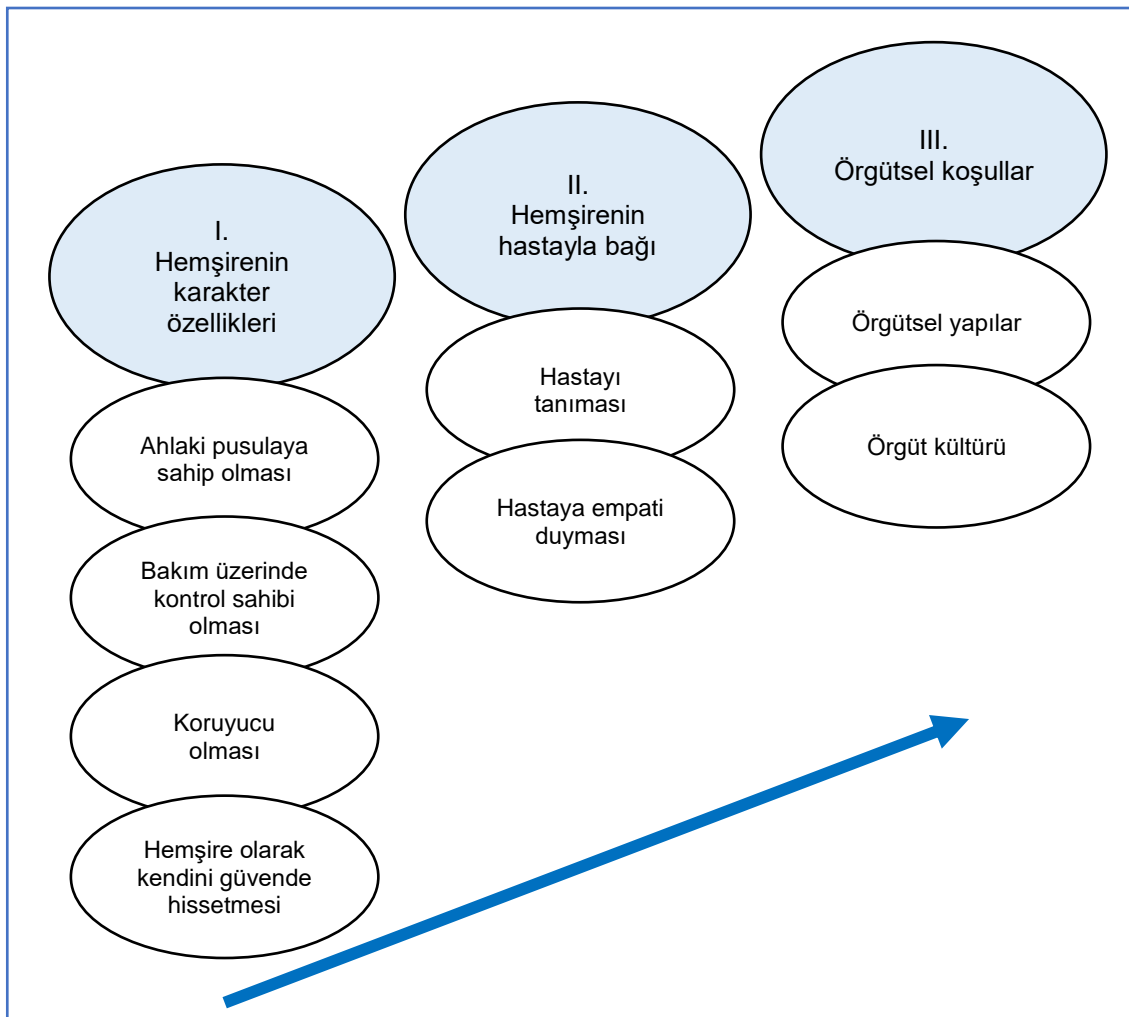 I.
Hemşirenin
karakter
özellikleri
Ahlaki pusulaya
sahip olması
Bakım üzerinde
kontrol sahibi
olması
Koruyucu
olması
Hemşire olarak
kendini güvende
hissetmesi
II.
Hemşirenin
hastayla bağı
Hastayı
tanıması
Hastaya empati
duyması
III.
Örgütsel koşullar
Örgütsel yapılar
Örgüt kültürü